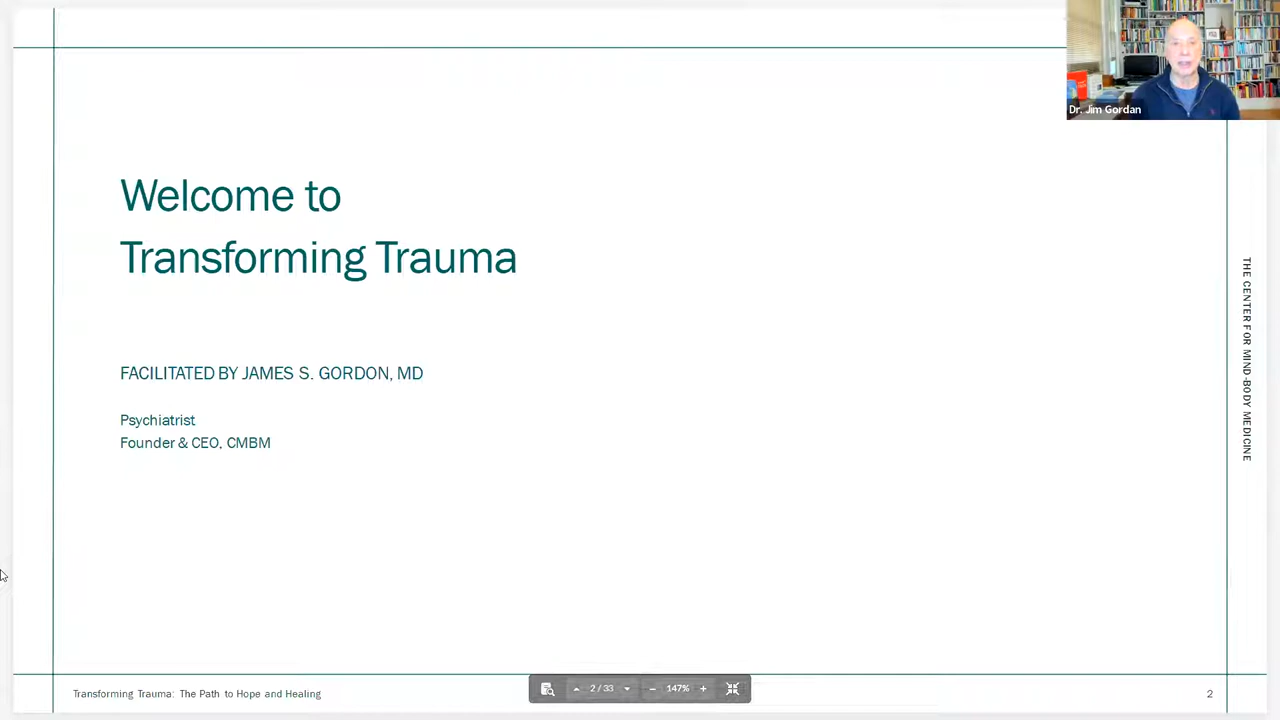 Dr. Jim Gordan
Welcome to
Transforming Trauma
FACILITATED BY JAMES S. GORDON, MD
Psychiatrist
Founder & CEO, CMBM
THE CENTER FOR MIND-BODY MEDICINE
Transforming Trauma: The Path to Hope and Healing
2 / 33
147%
2